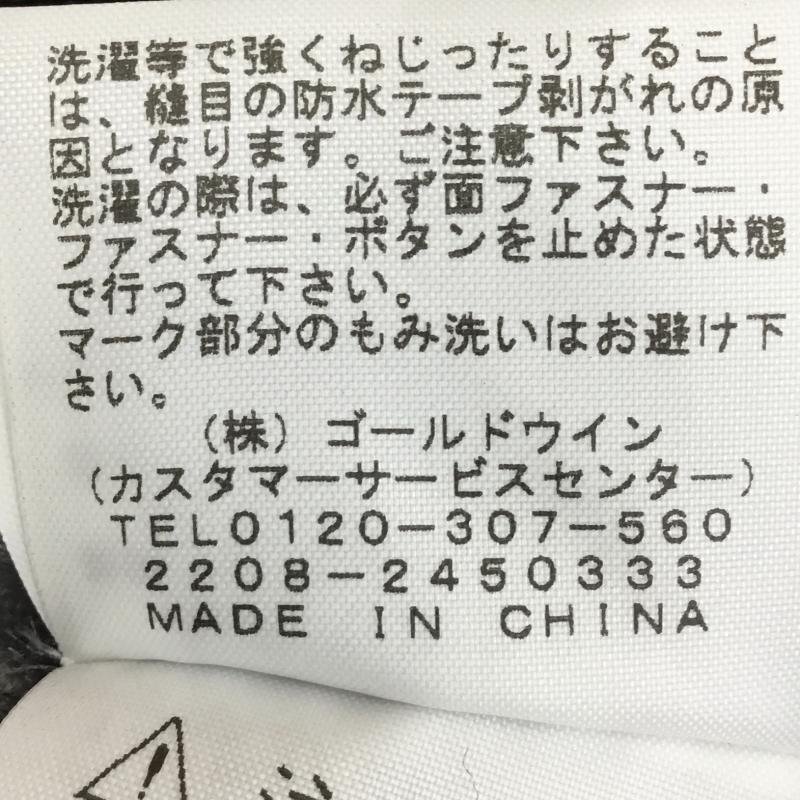 洗濯等で強くねじったりすること
は、縫目の防水テープ剥がれの原
因となります。ご注意下さい。
洗濯の際は、必ず面ファスナー・
ファスナー・ボタンを止めた状態
で行って下さい。
マーク部分のもみ洗いはお避け下
さい。
(株)ゴールドウイン
(カスタマーサービスセンター)
TEL0120-307-560
2208-2450333
MADE IN CHINA